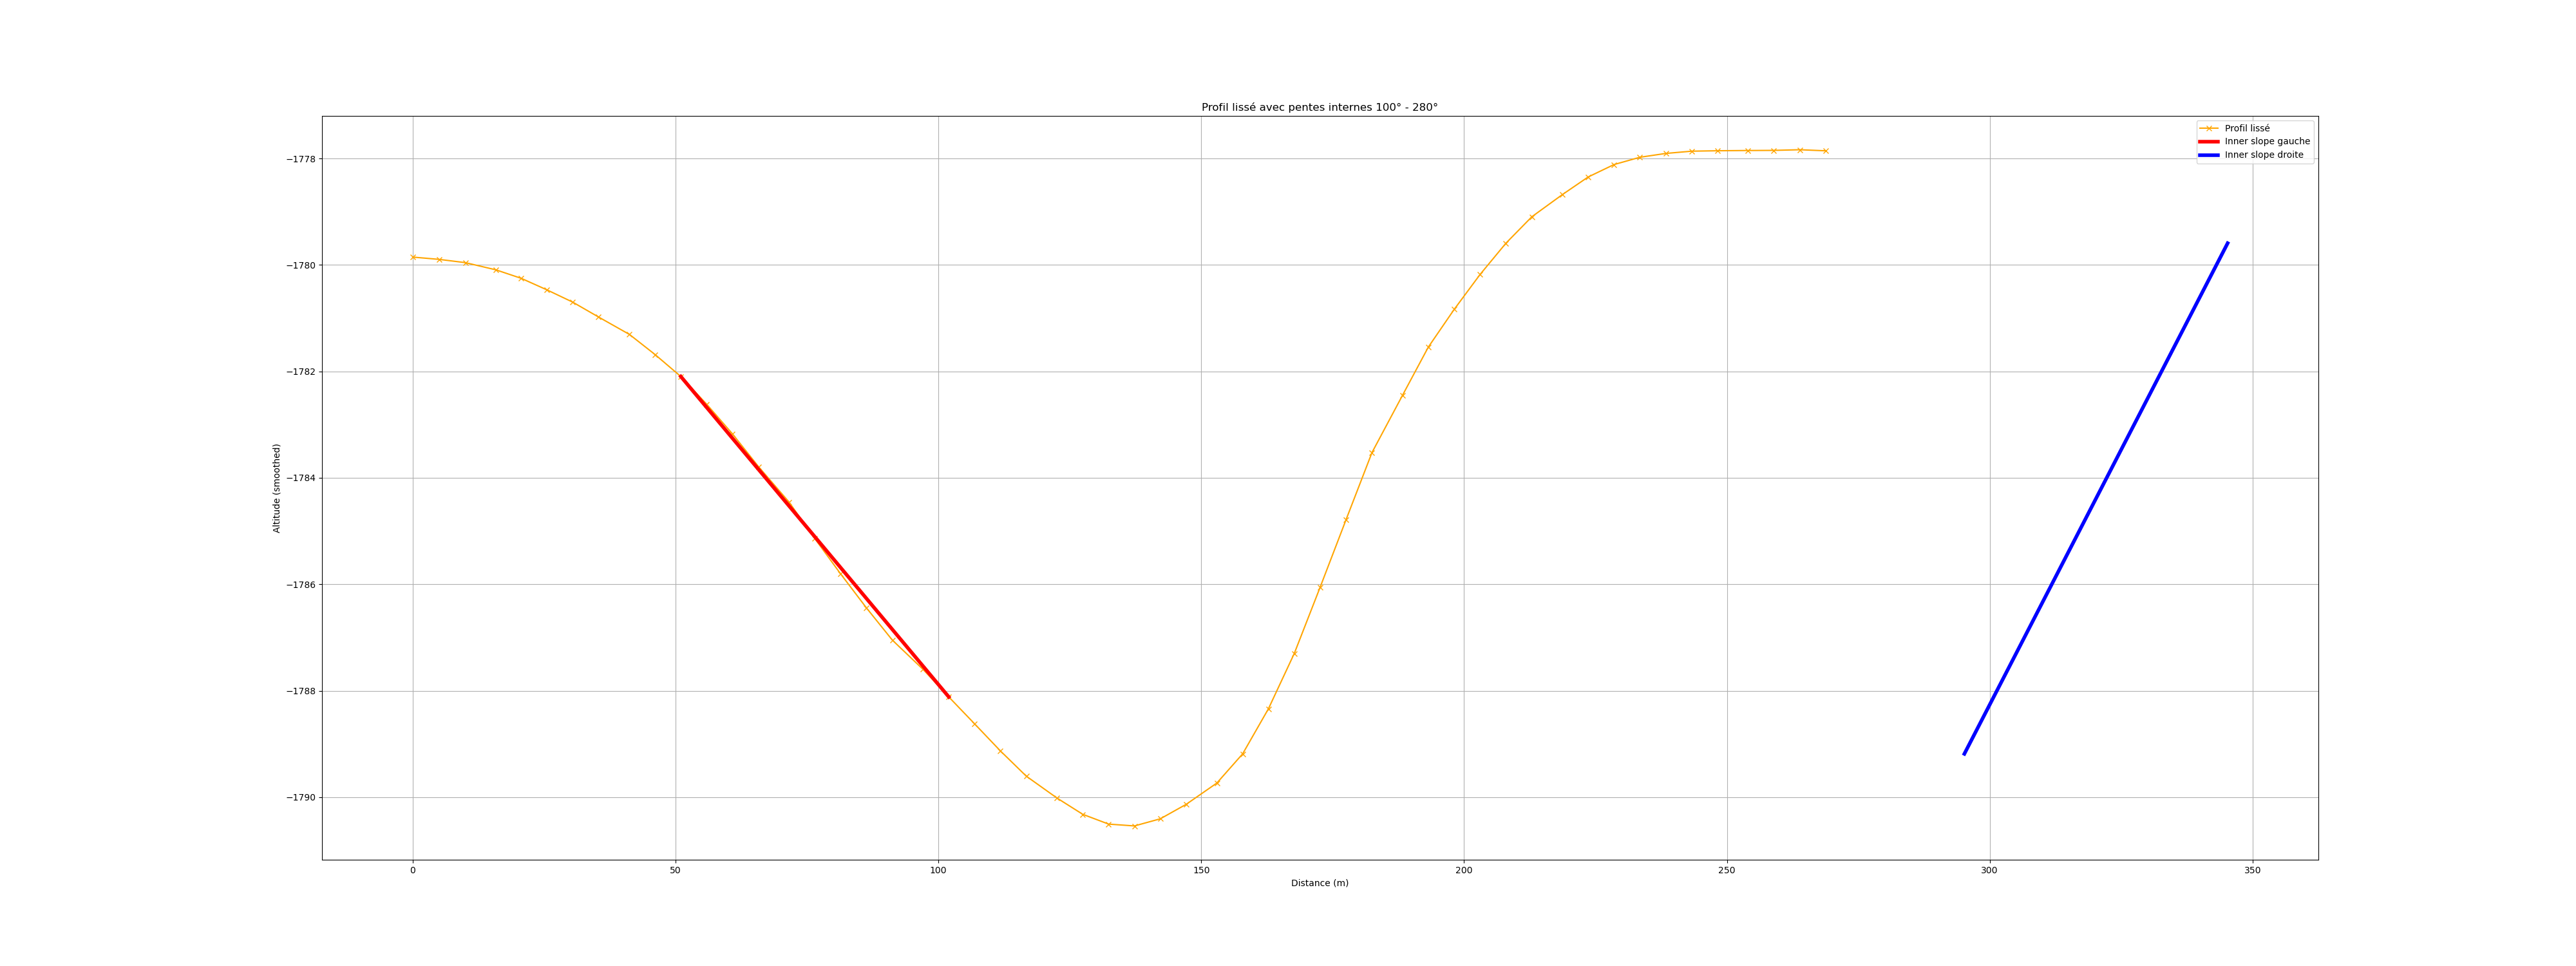 Profil lissé avec pentes internes 100° - 280°
Profil lissé
Inner slope gauche
Inner slope droite
−1778
−1780
−1782
−1784
−1786
−1788
−1790
Altitude (smoothed)
0
50
100
150
200
250
300
350
Distance (m)